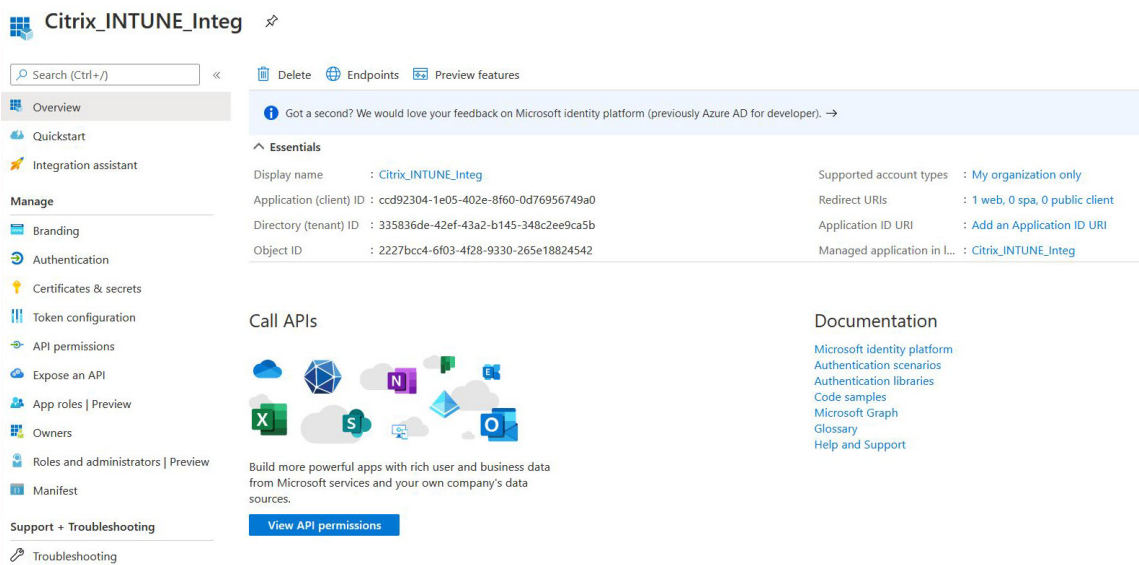 Citrix_INTUNE_Integ
Search (Ctrl+/)
«
Overview
Quickstart
Integration assistant
Manage
Branding
Authentication
Certificates & secrets
Token configuration
API permissions
Expose an API
App roles | Preview
Owners
Roles and administrators | Preview
Manifest
Support + Troubleshooting
Troubleshooting
Delete Endpoints Preview features
Got a second? We would love your feedback on Microsoft identity platform (previously Azure AD for developer). →
Essentials
Display name : Citrix_INTUNE_Integ
Application (client) ID : ccd92304-1e05-402e-8f60-0d76956749a0
Directory (tenant) ID : 335836de-42ef-43a2-b145-348c2ee9ca5b
Object ID : 2227bcc4-6f03-4f28-9330-265e18824542
Supported account types : My organization only
Redirect URIs : 1 web, 0 spa, 0 public client
Application ID URI : Add an Application ID URI
Managed application in l... : Citrix_INTUNE_Integ
Call APIs
N
E
X
S
O
Build more powerful apps with rich user and business data
from Microsoft services and your own company's data
sources.
View API permissions
Documentation
Microsoft identity platform
Authentication scenarios
Authentication libraries
Code samples
Microsoft Graph
Glossary
Help and Support